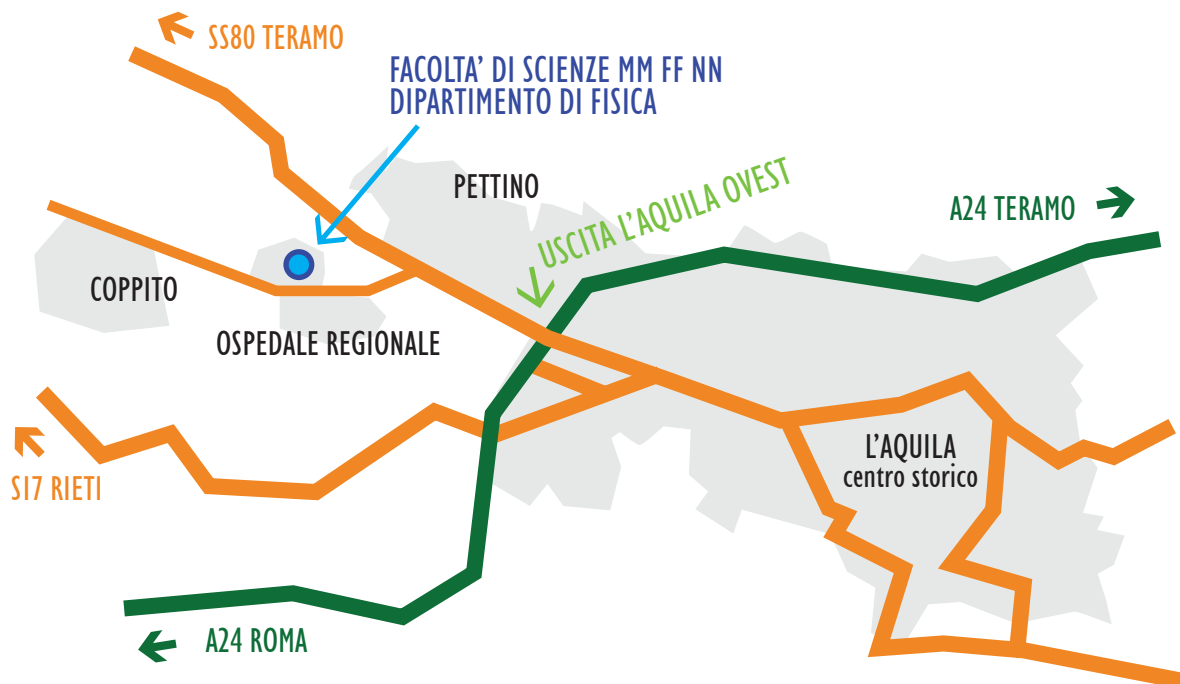 SS80 TERAMO
FACOLTA' DI SCIENZE MM FF NN
DIPARTIMENTO DI FISICA
PETTINO
USCITA L'AQUILA OVEST
A24 TERAMO
COPPITO
OSPEDALE REGIONALE
L'AQUILA
centro storico
S17 RIETI
A24 ROMA